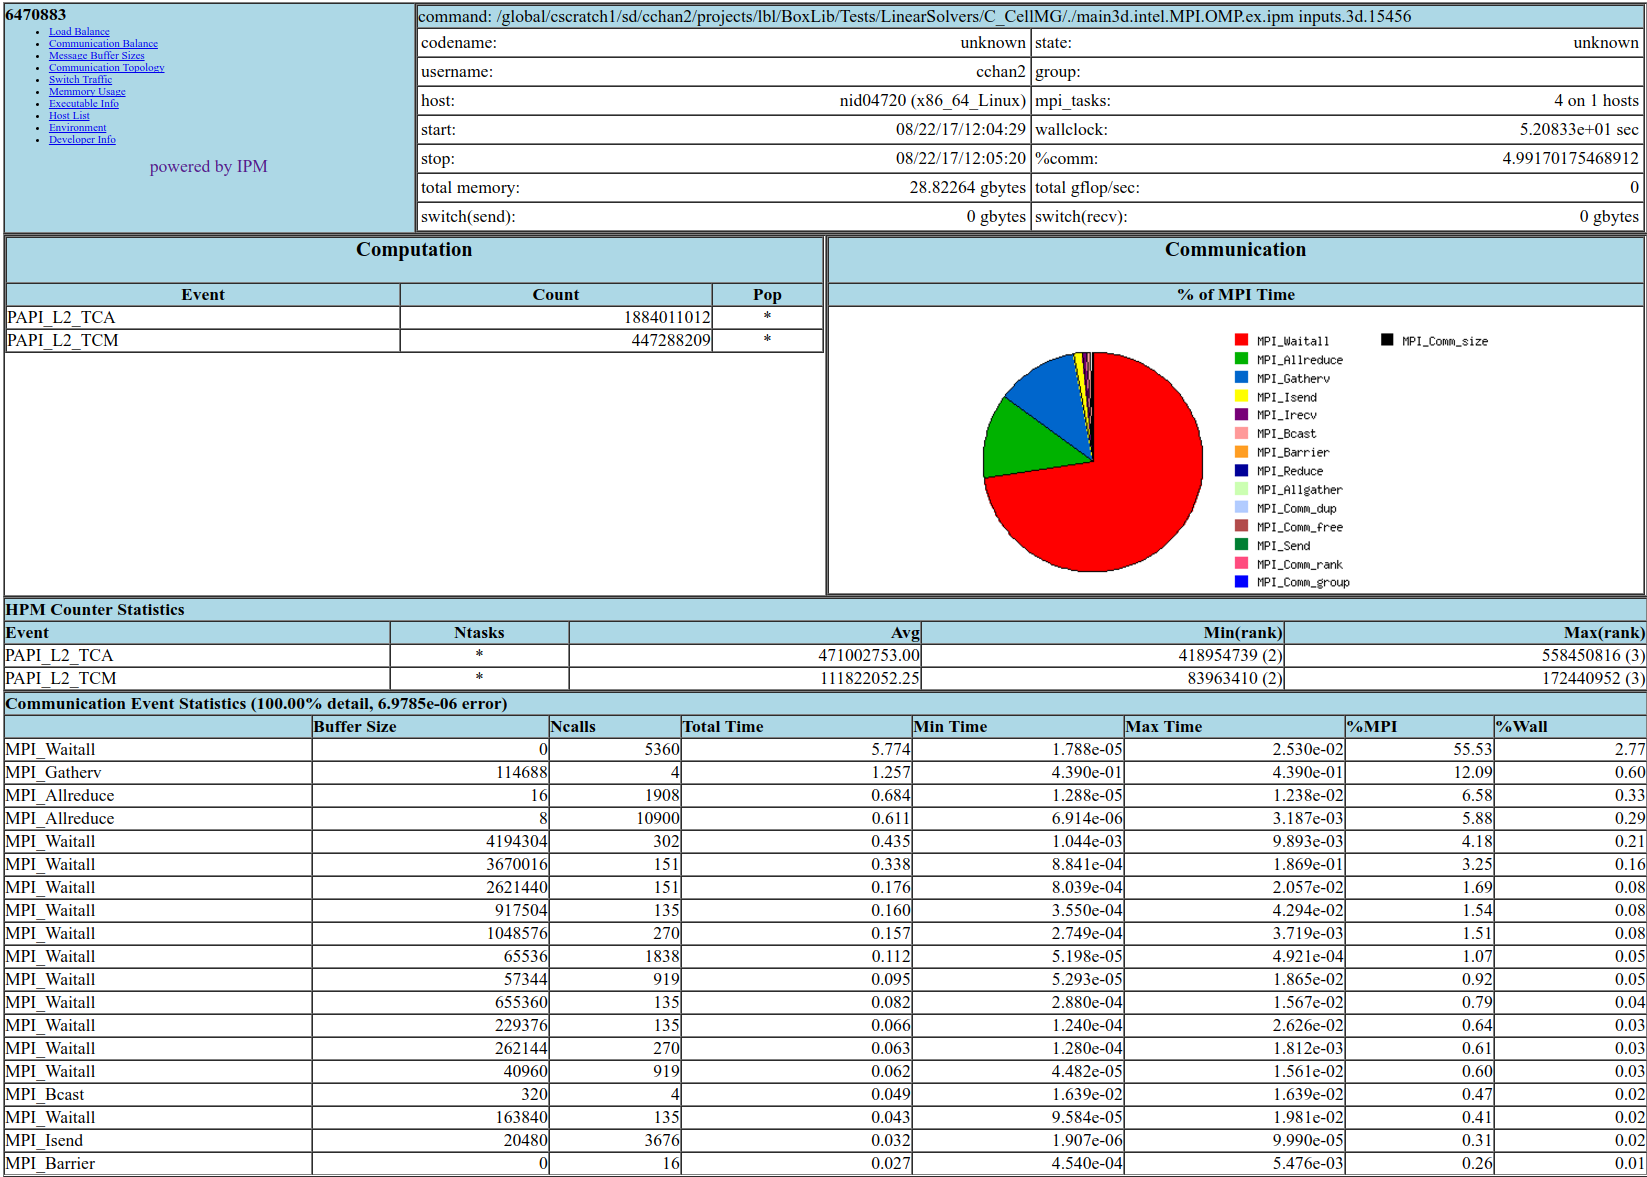 6470883
Load Balance
Communication Balance
Message Buffer Sizes
Communication Topology
Switch Traffic
Memmory Usage
Executable Info
Host List
Environment
Developer Info
powered by IPM
command: /global/cscratch1/sd/cchan2/projects/lbl/BoxLib/Tests/LinearSolvers/C_CellMG/./main3d.intel.MPI.OMP.ex.ipm inputs.3d.15456
codename: unknown state: unknown
username: cchan2 group:
host: nid04720 (x86_64_Linux) mpi_tasks: 4 on 1 hosts
start: 08/22/17/12:04:29 wallclock: 5.20833e+01 sec
stop: 08/22/17/12:05:20 %comm: 4.99170175468912
total memory: 28.82264 gbytes total gflop/sec: 0
switch(send): 0 gbytes switch(recv): 0 gbytes
Computation
Event Count Pop
PAPI_L2_TCA 1884011012 *
PAPI_L2_TCM 447288209 *
Communication
% of MPI Time
MPI_Waitall
MPI_Allreduce
MPI_Gatherv
MPI_Isend
MPI_Irecv
MPI_Bcast
MPI_Barrier
MPI_Reduce
MPI_Allgather
MPI_Comm_dup
MPI_Comm_free
MPI_Send
MPI_Comm_rank
MPI_Comm_group
MPI_Comm_size
HPM Counter Statistics
Event Ntasks Avg Min(rank) Max(rank)
PAPI_L2_TCA * 471002753.00 418954739 (2) 558450816 (3)
PAPI_L2_TCM * 111822052.25 83963410 (2) 172440952 (3)
Communication Event Statistics (100.00% detail, 6.9785e-06 error)
Buffer Size Ncalls Total Time Min Time Max Time %MPI %Wall
MPI_Waitall 0 5360 5.774 1.788e-05 2.530e-02 55.53 2.77
MPI_Gatherv 114688 4 1.257 4.390e-01 4.390e-01 12.09 0.60
MPI_Allreduce 16 1908 0.684 1.288e-05 1.238e-02 6.58 0.33
MPI_Allreduce 8 10900 0.611 6.914e-06 3.187e-03 5.88 0.29
MPI_Waitall 4194304 302 0.435 1.044e-03 9.893e-03 4.18 0.21
MPI_Waitall 3670016 151 0.338 8.841e-04 1.869e-01 3.25 0.16
MPI_Waitall 2621440 151 0.176 8.039e-04 2.057e-02 1.69 0.08
MPI_Waitall 917504 135 0.160 3.550e-04 4.294e-02 1.54 0.08
MPI_Waitall 1048576 270 0.157 2.749e-04 3.719e-03 1.51 0.08
MPI_Waitall 65536 1838 0.112 5.198e-05 4.921e-04 1.07 0.05
MPI_Waitall 57344 919 0.095 5.293e-05 1.865e-02 0.92 0.05
MPI_Waitall 655360 135 0.082 2.880e-04 1.567e-02 0.79 0.04
MPI_Waitall 229376 135 0.066 1.240e-04 2.626e-02 0.64 0.03
MPI_Waitall 262144 270 0.063 1.280e-04 1.812e-03 0.61 0.03
MPI_Waitall 40960 919 0.062 4.482e-05 1.561e-02 0.60 0.03
MPI_Bcast 320 4 0.049 1.639e-02 1.639e-02 0.47 0.02
MPI_Waitall 163840 135 0.043 9.584e-05 1.981e-02 0.41 0.02
MPI_Isend 20480 3676 0.032 1.907e-06 9.990e-05 0.31 0.02
MPI_Barrier 0 16 0.027 4.540e-04 5.476e-03 0.26 0.01